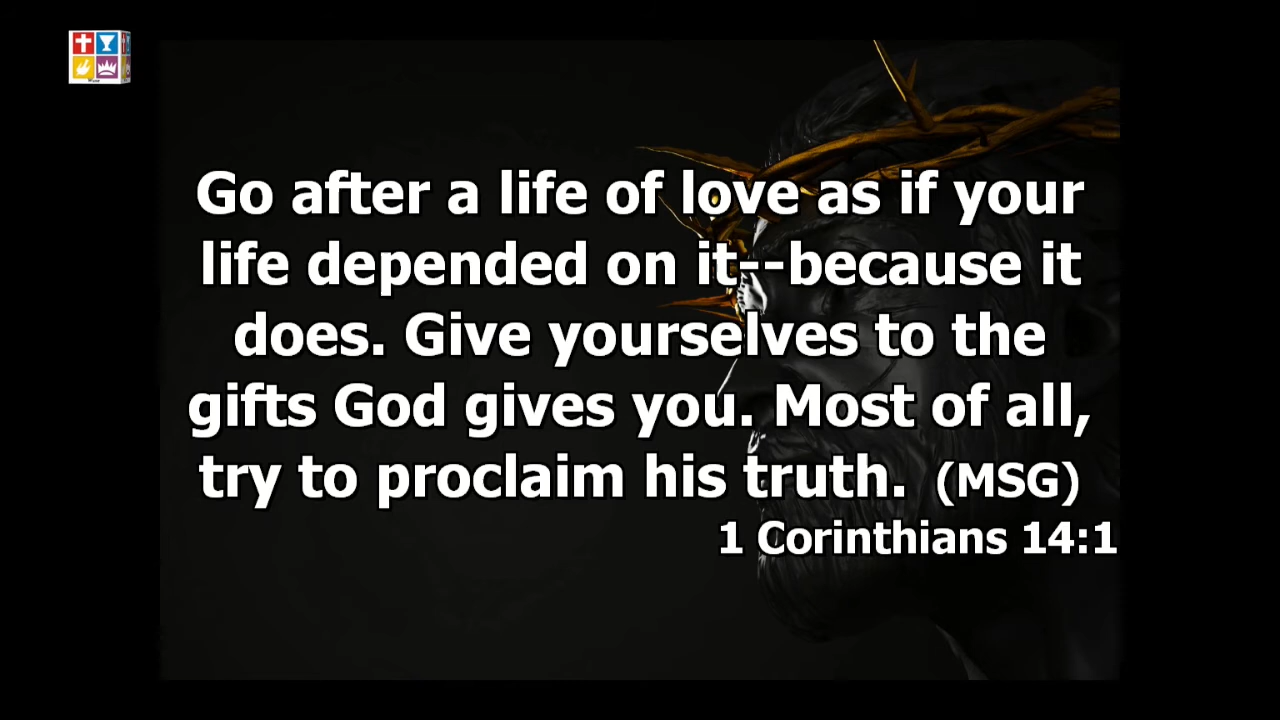 Go after a life of love as if your
life depended on it--because it
does. Give yourselves to the
gifts God gives you. Most of all,
try to proclaim his truth. (MSG)
1 Corinthians 14:1